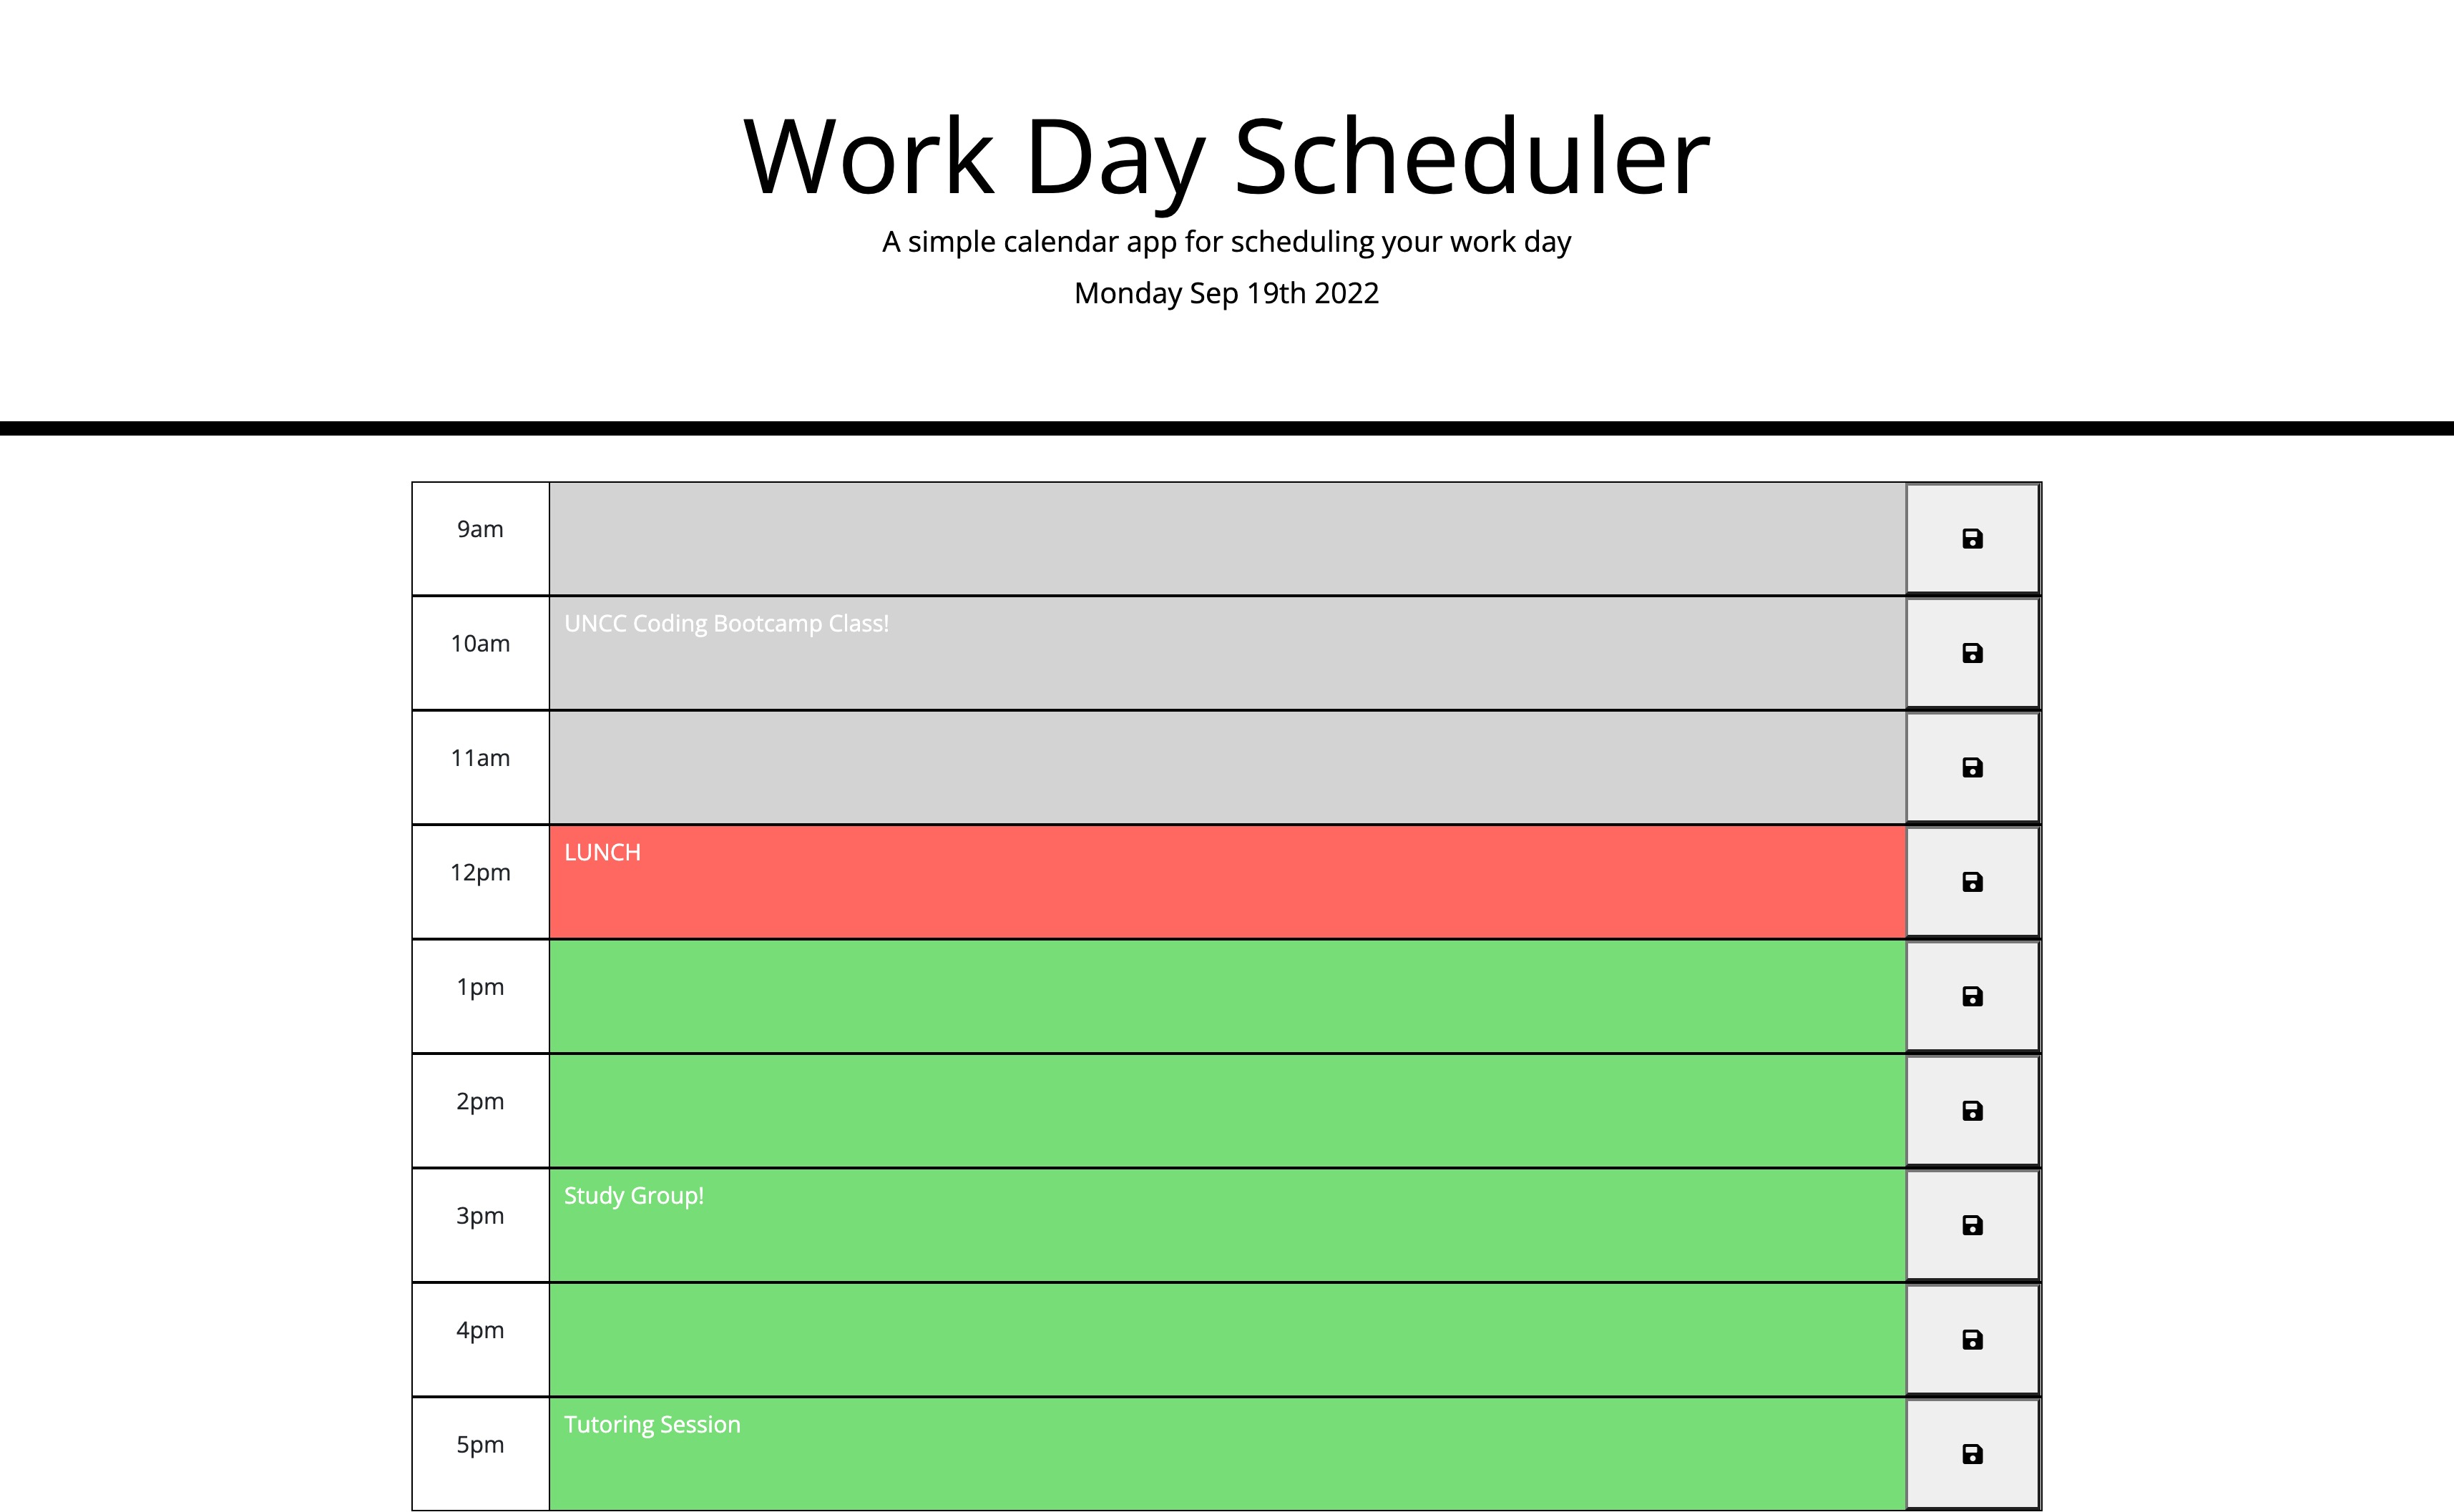 Work Day Scheduler
A simple calendar app for scheduling your work day
Monday Sep 19th 2022
9am
10am
UNCC Coding Bootcamp Class!
11am
12pm
LUNCH
1pm
2pm
3pm
Study Group!
4pm
5pm
Tutoring Session